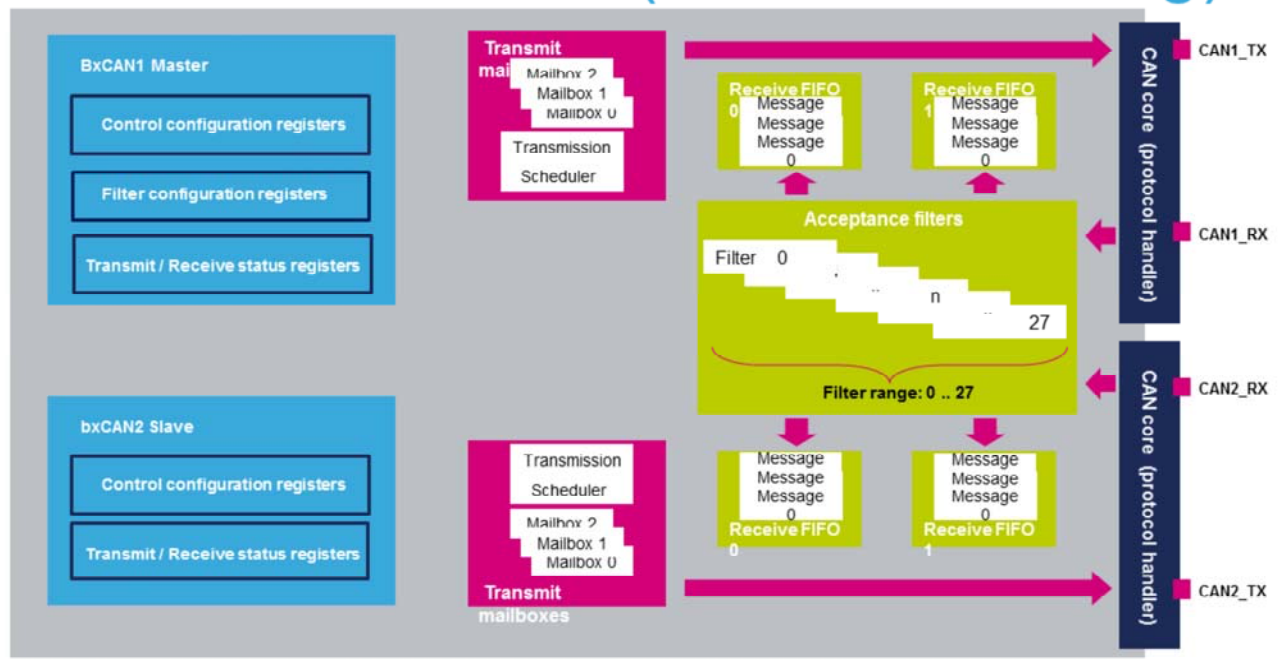 BxCAN1 Master
Control configuration registers
Filter configuration registers
Transmit / Receive status registers
Transmit
Mailbox 2
Mailbox 1
Mailbox 0
Transmission
Scheduler
Receive FIFO
0
Message
Message
Message
0
Receive FIFO
1
Message
Message
Message
0
Acceptance filters
Filter 0
n
27
Filter range: 0 .. 27
CAN core (protocol handler)
CAN1_TX
CAN1_RX
bxCAN2 Slave
Control configuration registers
Transmit / Receive status registers
Transmission
Scheduler
Mailbox 2
Mailbox 1
Mailbox 0
Transmit
mailboxes
Message
Message
Message
0
Receive FIFO
0
Message
Message
Message
0
Receive FIFO
1
CAN core (protocol handler)
CAN2_RX
CAN2_TX